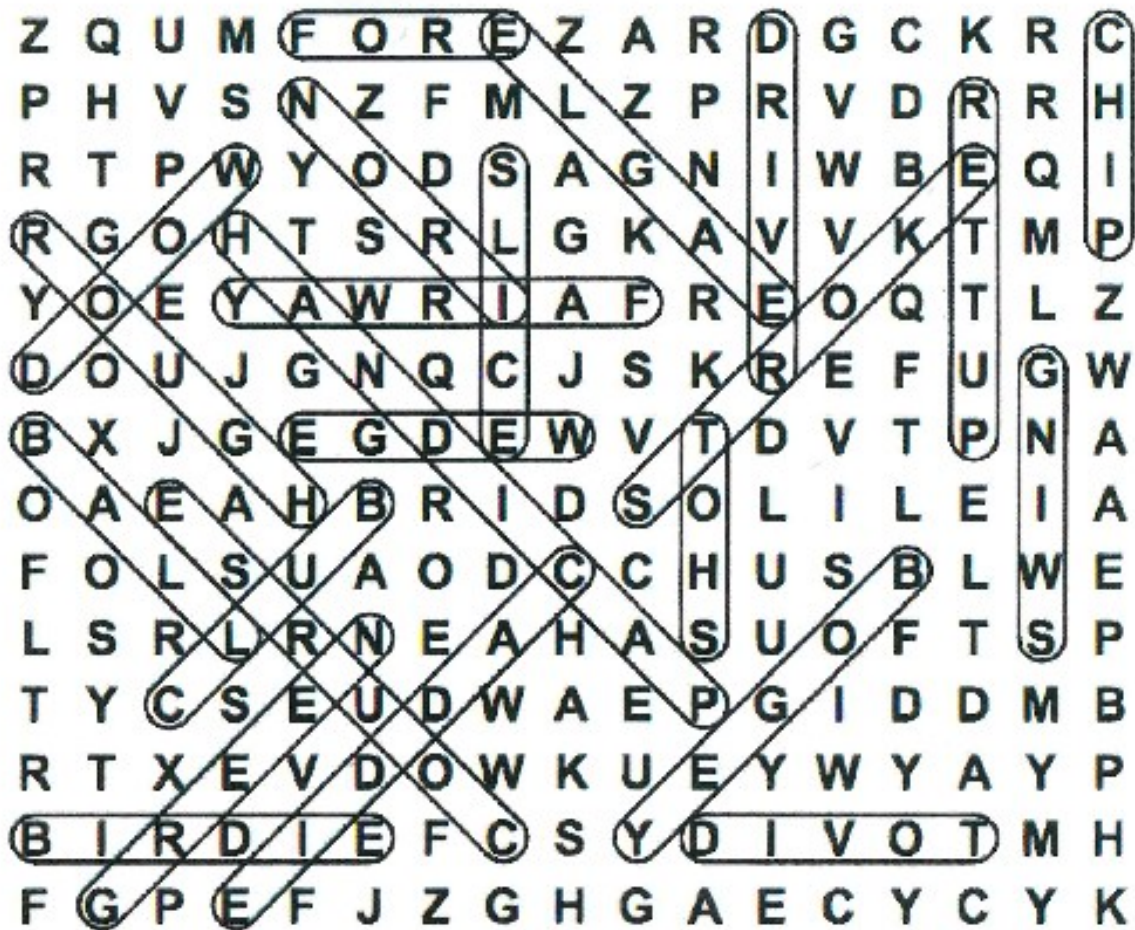 Z Q U M F O R E Z A R D G C K R C
P H V S N Z F M L Z P R V D R R H
R T P W Y O D S A G N I W B E Q I
R G O H T S R L G K A V V K T M P
Y O E Y A W R I A F R E O Q T L Z
D O U J G N Q C J S K R E F U G W
B X J G E G D E W V T D V T P N A
O A E A H B R I D S O L I L E I A
F O L S U A O D C C H U S B L W E
L S R L R N E A H A S U O F T S P
T Y C S E U D W A E P G I D D M B
R T X E V D O W K U E Y W Y A Y P
B I R D I E F C S Y D I V O T M H
F G P E F J Z G H G A E C Y C Y K